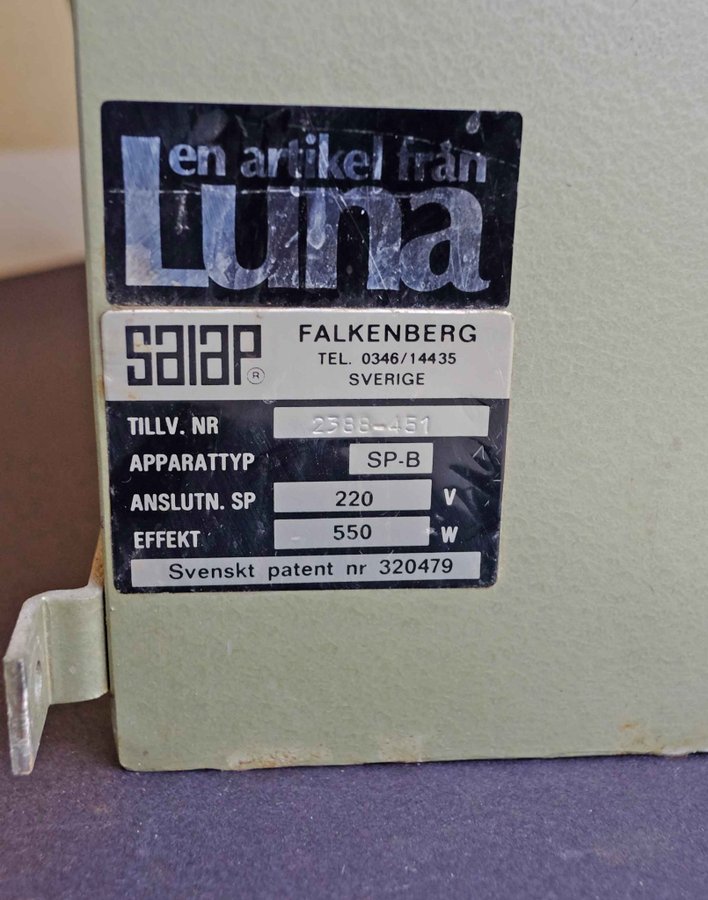 en artikel från
Luna
salap ®
FALKENBERG
TEL. 0346/14435
SVERIGE
TILLV. NR 2388-451
APPARATTYP SP-B
ANSLUTN. SP 220 V
EFFEKT 550 W
Svenskt patent nr 320479